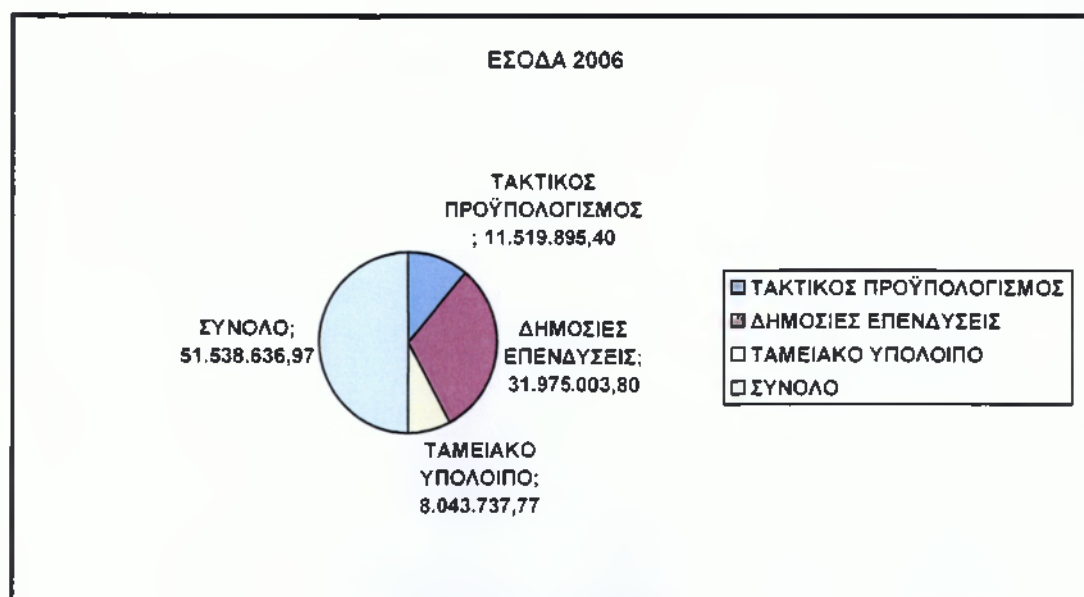 ΕΣΟΔΑ 2006
ΤΑΚΤΙΚΟΣ
ΠΡΟΫΠΟΛΟΓΙΣΜΟΣ
; 11.519.895,40
ΣΥΝΟΛΟ;
51.538.636,97
ΔΗΜΟΣΙΕΣ
ΕΠΕΝΔΥΣΕΙΣ;
31.975.003,80
ΤΑΜΕΙΑΚΟ
ΥΠΟΛΟΙΠΟ;
8.043.737,77
ΤΑΚΤΙΚΟΣ ΠΡΟΫΠΟΛΟΓΙΣΜΟΣ
ΔΗΜΟΣΙΕΣ ΕΠΕΝΔΥΣΕΙΣ
ΤΑΜΕΙΑΚΟ ΥΠΟΛΟΙΠΟ
ΣΥΝΟΛΟ